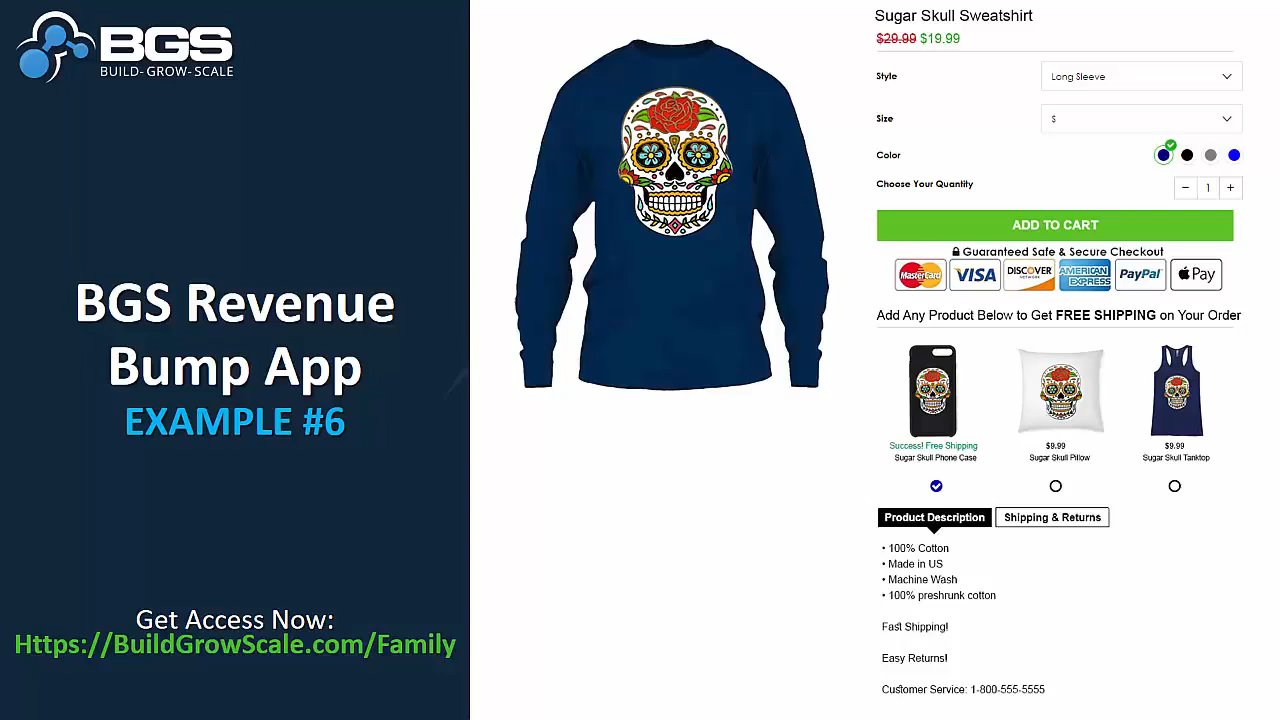 BGS
BUILD-GROW-SCALE
BGS Revenue
Bump App
EXAMPLE #6
Get Access Now:
Https://BuildGrowScale.com/Family
Sugar Skull Sweatshirt
$29.99 $19.99
Style
Long Sleeve
Size
S
Color
Choose Your Quantity
− 1 +
ADD TO CART
Guaranteed Safe & Secure Checkout
MasterCard VISA DISCOVER NETWORK AMERICAN EXPRESS PayPal Pay
Add Any Product Below to Get FREE SHIPPING on Your Order
Success! Free Shipping
Sugar Skull Phone Case
$9.99
Sugar Skull Pillow
$9.99
Sugar Skull Tanktop
Product Description
Shipping & Returns
• 100% Cotton
• Made in US
• Machine Wash
• 100% preshrunk cotton
Fast Shipping!
Easy Returns!
Customer Service: 1-800-555-5555